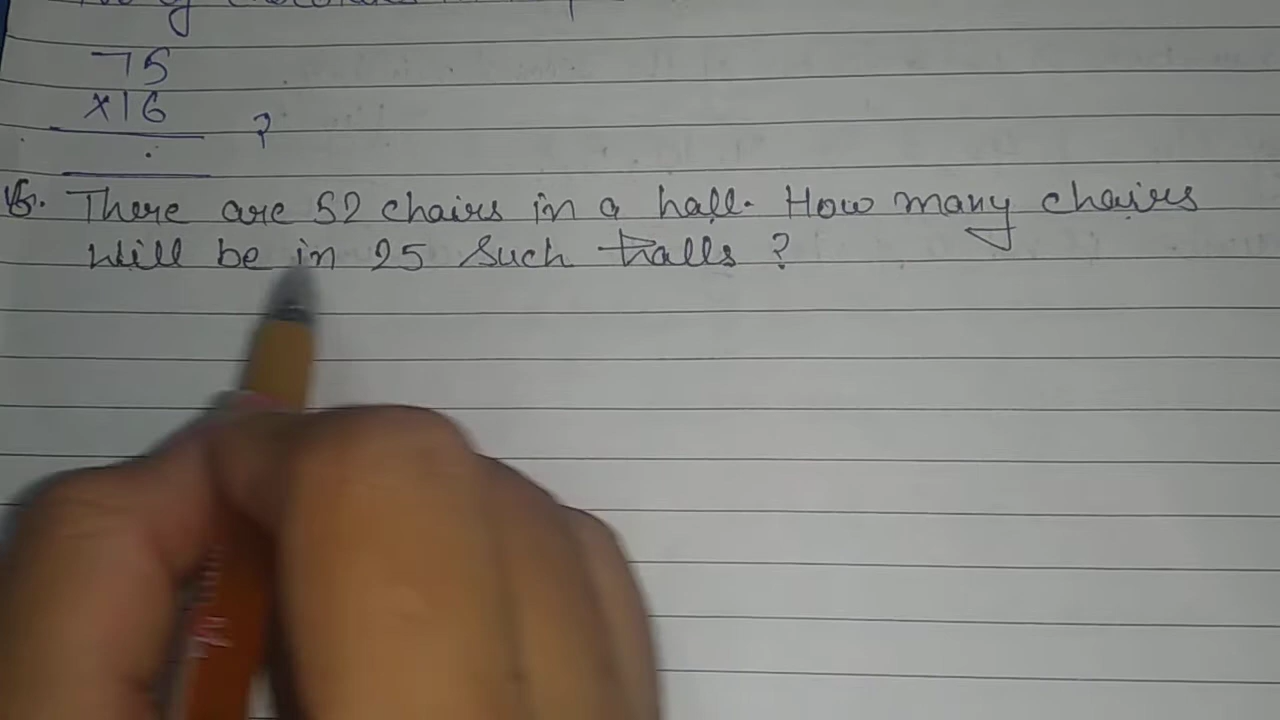 75
×16
?
There are 52 chairs in a hall. How many chairs
will be in 25 such halls ?